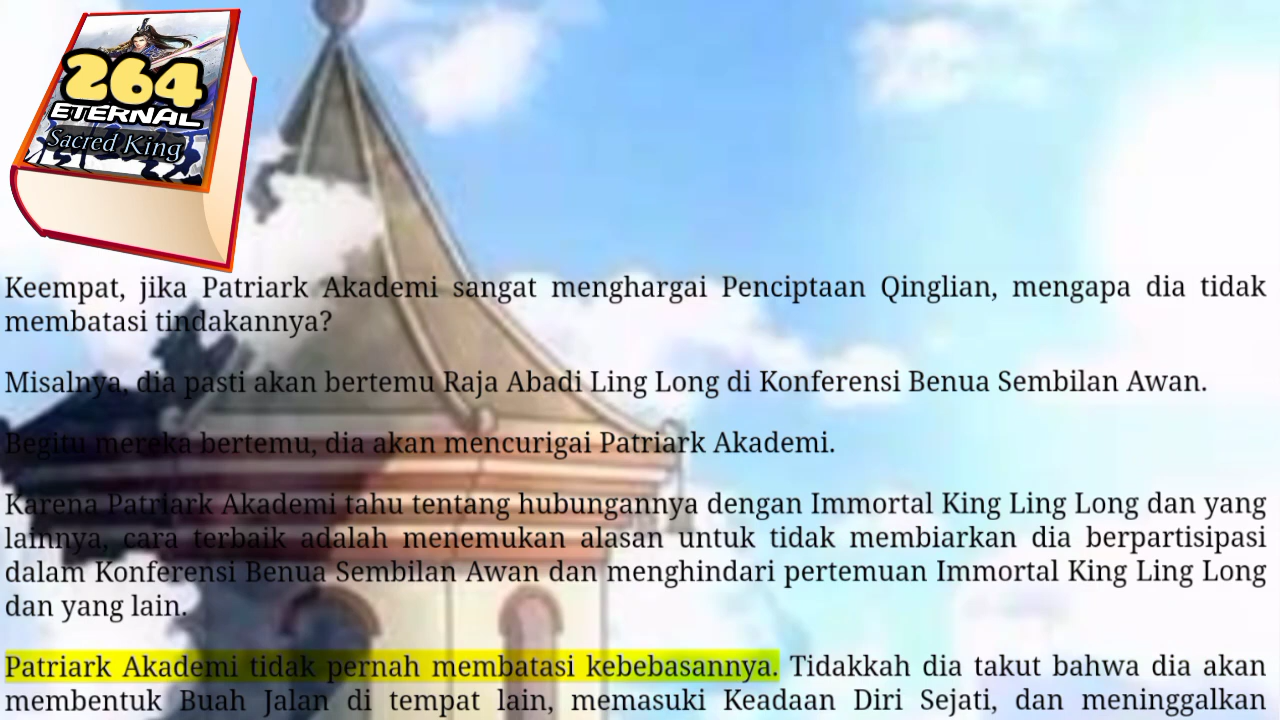 264
ETERNAL
Sacred King
Keempat, jika Patriark Akademi sangat menghargai Penciptaan Qinglian, mengapa dia tidak
membatasi tindakannya?
Misalnya, dia pasti akan bertemu Raja Abadi Ling Long di Konferensi Benua Sembilan Awan.
Begitu mereka bertemu, dia akan mencurigai Patriark Akademi.
Karena Patriark Akademi tahu tentang hubungannya dengan Immortal King Ling Long dan yang
lainnya, cara terbaik adalah menemukan alasan untuk tidak membiarkan dia berpartisipasi
dalam Konferensi Benua Sembilan Awan dan menghindari pertemuan Immortal King Ling Long
dan yang lain.
Patriark Akademi tidak pernah membatasi kebebasannya. Tidakkah dia takut bahwa dia akan
membentuk Buah Jalan di tempat lain, memasuki Keadaan Diri Sejati, dan meninggalkan